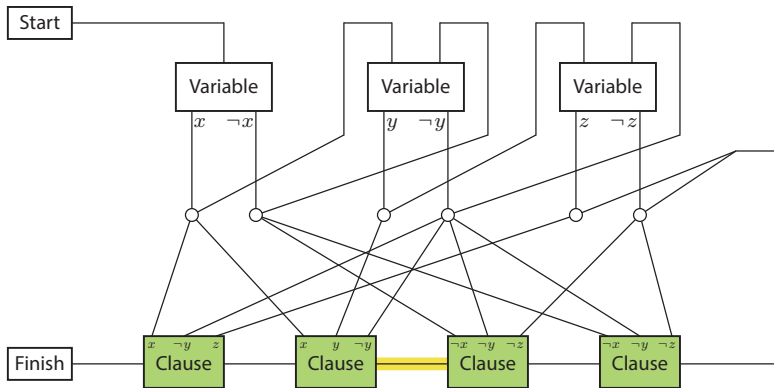 Start
Variable Variable Variable
x ¬x y ¬y z ¬z
x ¬y z x y ¬y ¬x ¬y ¬z ¬x ¬y ¬z
Finish Clause Clause Clause Clause